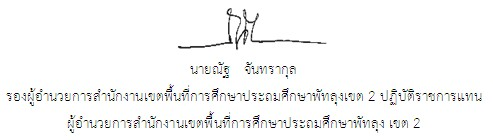 นายณัฐ จันทรากุล
รองผู้อำนวยการสำนักงานเขตพื้นที่การศึกษาประถมศึกษาพัทลุงเขต 2 ปฏิบัติราชการแทน
ผู้อำนวยการสำนักงานเขตพื้นที่การศึกษาประถมศึกษาพัทลุง เขต 2